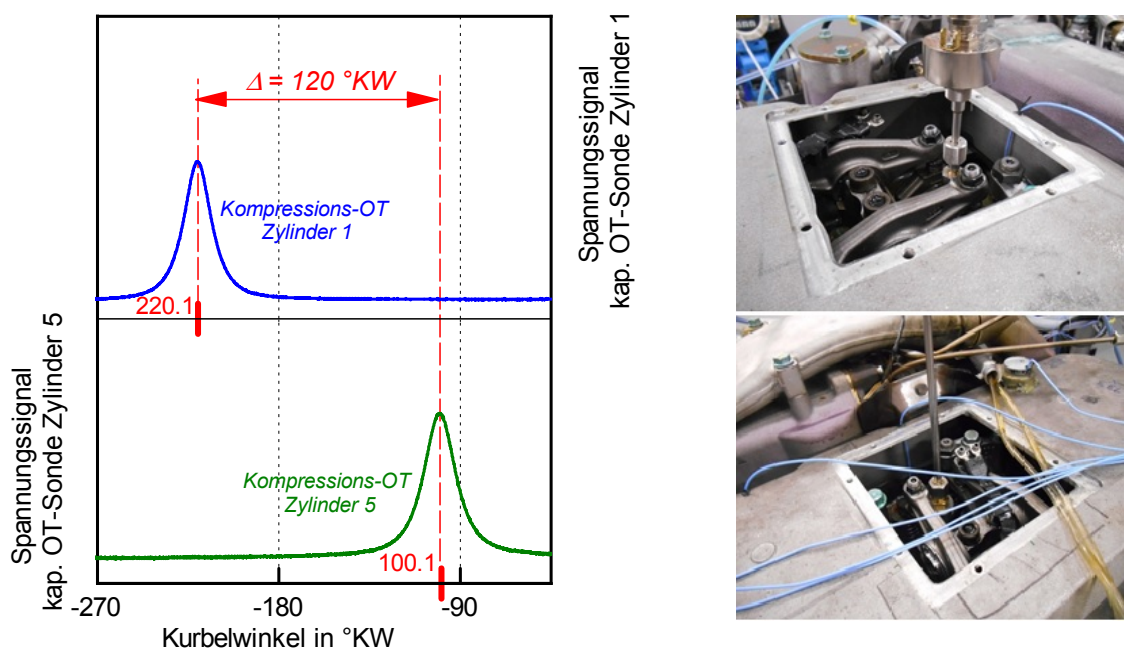 Δ = 120 °KW
Kompressions-OT
Zylinder 1
220.1
Spannungssignal
kap. OT-Sonde Zylinder 1
Spannungssignal
kap. OT-Sonde Zylinder 5
Kompressions-OT
Zylinder 5
100.1
-270
-180
-90
Kurbelwinkel in °KW